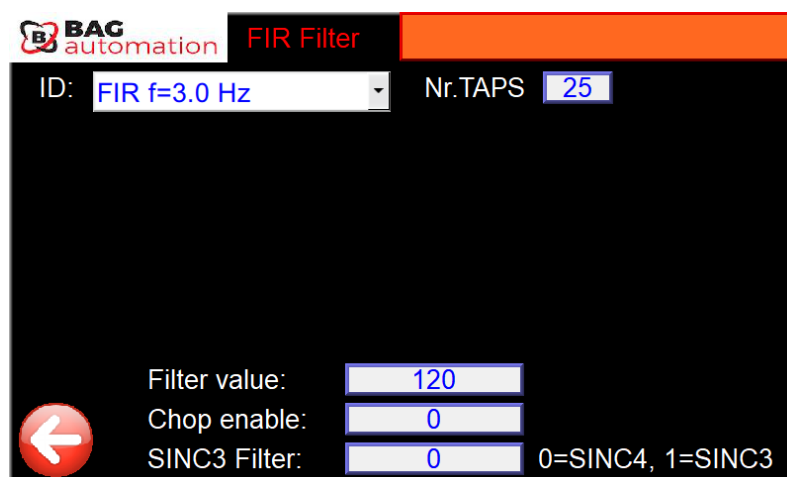 BAG
automation
FIR Filter
ID: FIR f=3.0 Hz Nr.TAPS 25
Filter value: 120
Chop enable: 0
SINC3 Filter: 0 0=SINC4, 1=SINC3